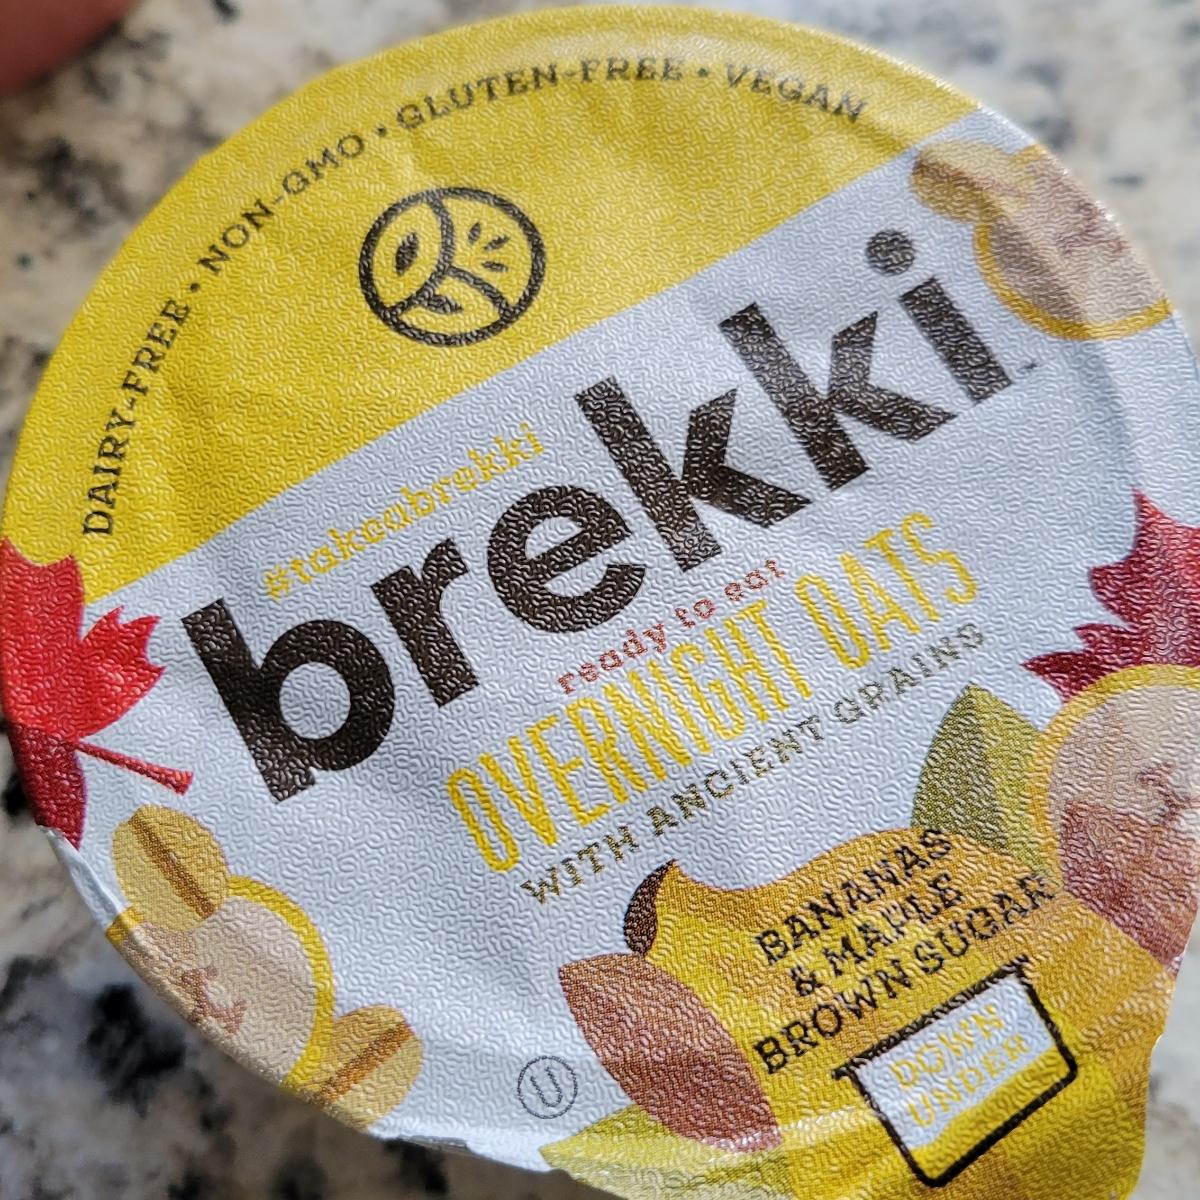 DAIRY-FREE • NON-GMO • GLUTEN-FREE • VEGAN
#takeabrekki
brekki™
ready to eat
OVERNIGHT OATS
WITH ANCIENT GRAINS
BANANAS
& MAPLE
BROWN SUGAR
DOWN
UNDER
U